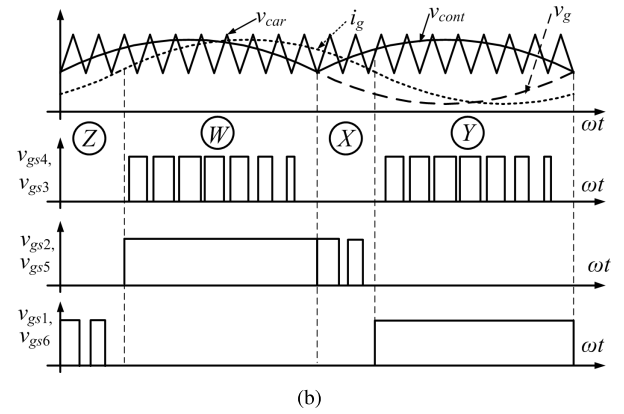 v_car
i_g
v_cont
v_g
ωt
Z
W
X
Y
v_gs4,
v_gs3
ωt
v_gs2,
v_gs5
ωt
v_gs1,
v_gs6
ωt
(b)